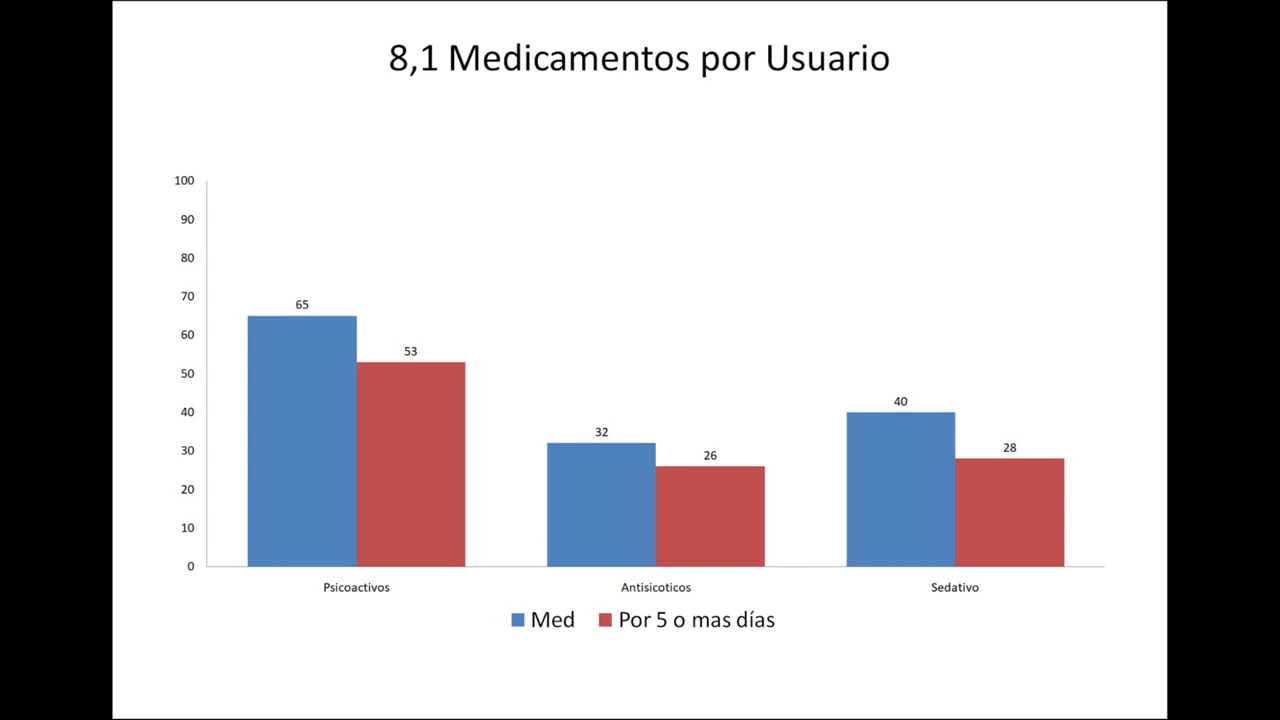 8,1 Medicamentos por Usuario
100
90
80
70
60
50
40
30
20
10
0
65
53
32
26
40
28
Psicoactivos
Antisicoticos
Sedativo
Med
Por 5 o mas días